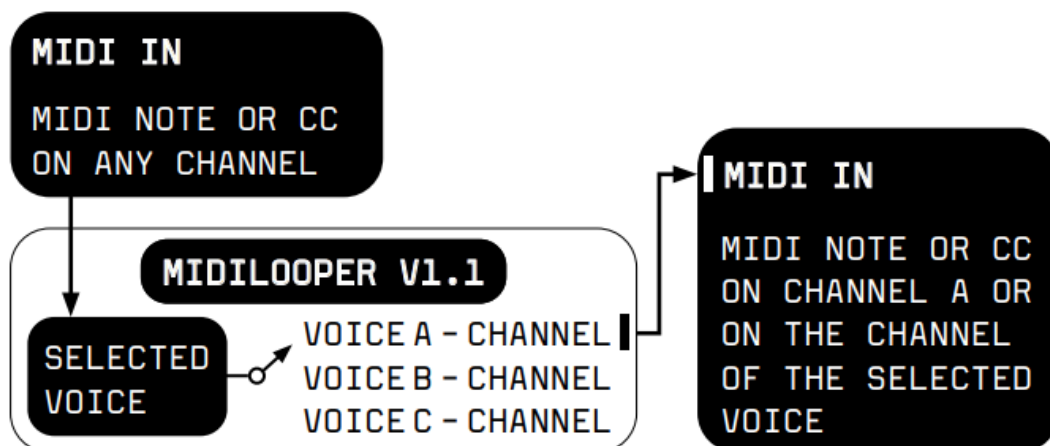 MIDI IN
MIDI NOTE OR CC
ON ANY CHANNEL
MIDILOOPER V1.1
SELECTED
VOICE
VOICE A – CHANNEL
VOICE B – CHANNEL
VOICE C – CHANNEL
MIDI IN
MIDI NOTE OR CC
ON CHANNEL A OR
ON THE CHANNEL
OF THE SELECTED
VOICE